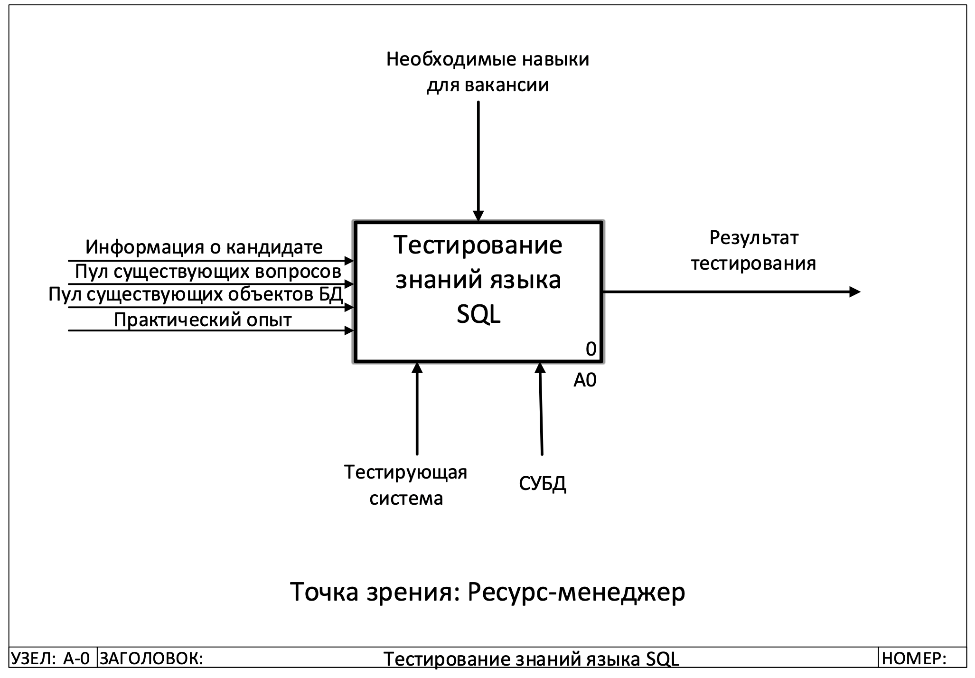 Необходимые навыки
для вакансии
Информация о кандидате
Пул существующих вопросов
Пул существующих объектов БД
Практический опыт
Тестирование
знаний языка
SQL
0
A0
Результат
тестирования
Тестирующая
система
СУБД
Точка зрения: Ресурс-менеджер
УЗЕЛ: A-0 ЗАГОЛОВОК: Тестирование знаний языка SQL НОМЕР: